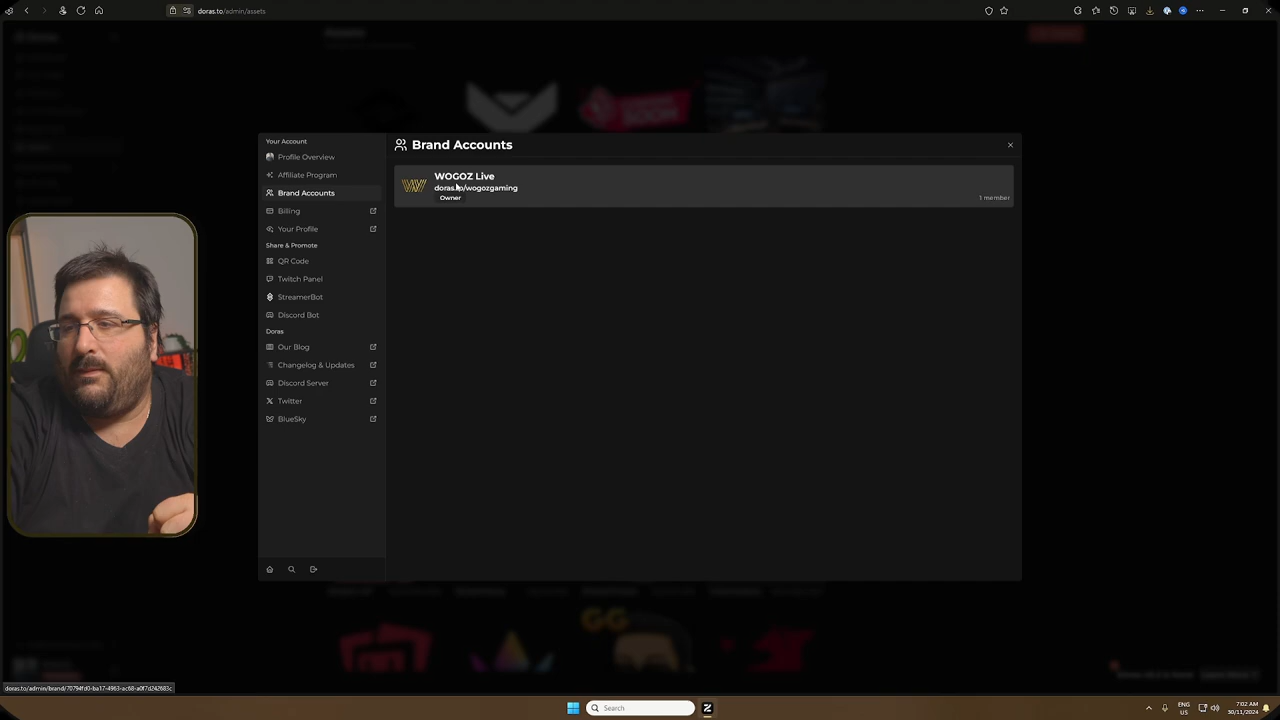 doras.to/admin/assets
Your Account
Profile Overview
Affiliate Program
Brand Accounts
Billing
Your Profile
Share & Promote
QR Code
Twitch Panel
StreamerBot
Discord Bot
Doras
Our Blog
Changelog & Updates
Discord Server
Twitter
BlueSky
Brand Accounts
WOGOZ Live
doras.to/wogozgaming
Owner
1 member
GG
Search
ENG
US
7:02 AM
30/11/2024